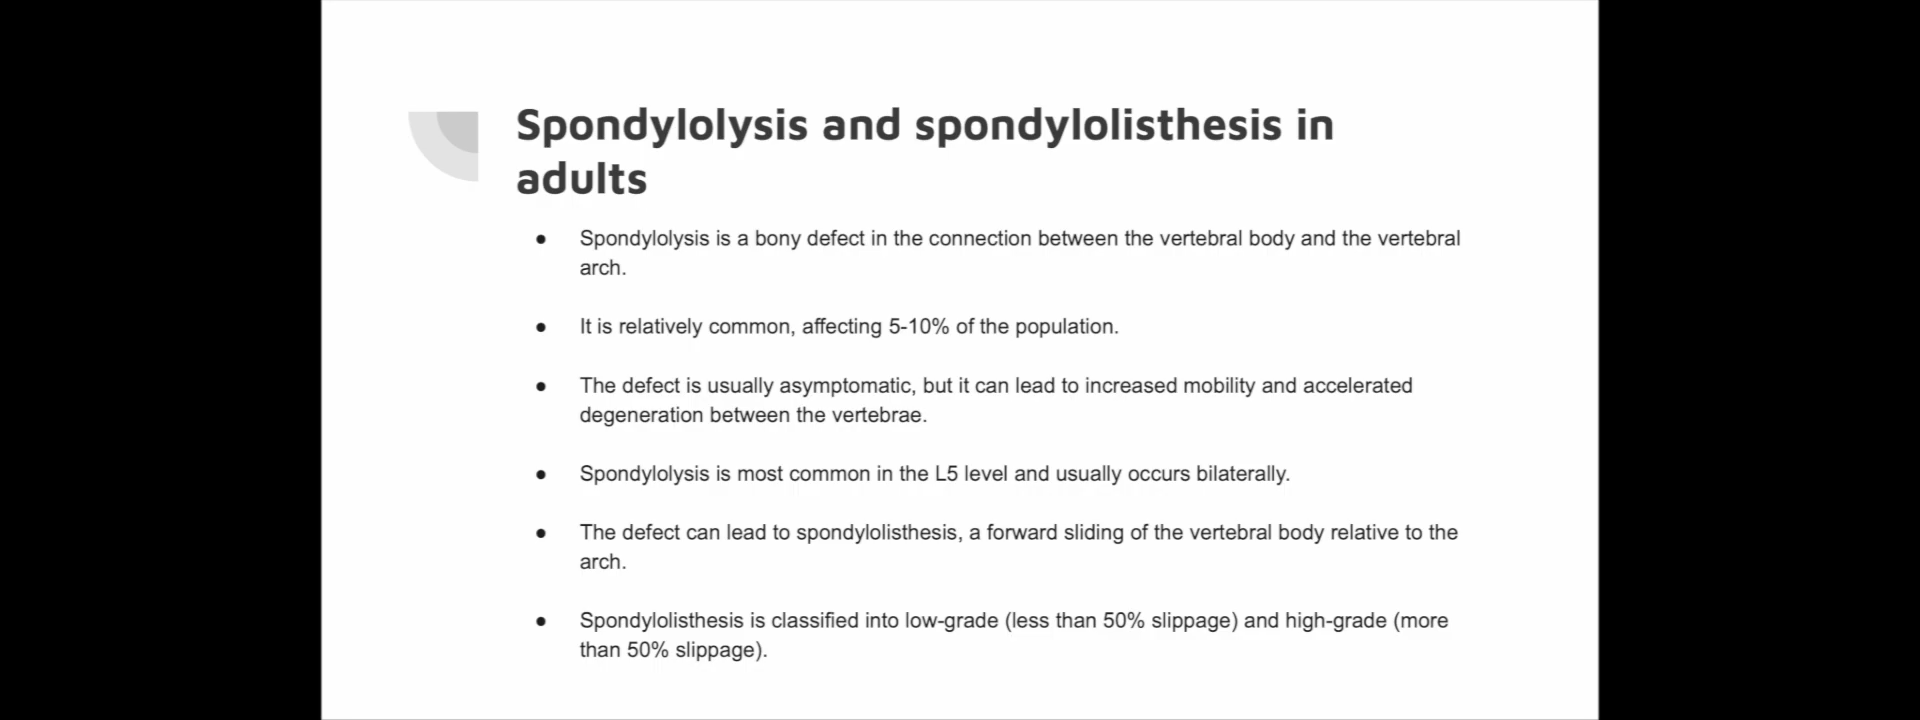 Spondylolysis and spondylolisthesis in
adults
● Spondylolysis is a bony defect in the connection between the vertebral body and the vertebral
arch.
● It is relatively common, affecting 5-10% of the population.
● The defect is usually asymptomatic, but it can lead to increased mobility and accelerated
degeneration between the vertebrae.
● Spondylolysis is most common in the L5 level and usually occurs bilaterally.
● The defect can lead to spondylolisthesis, a forward sliding of the vertebral body relative to the
arch.
● Spondylolisthesis is classified into low-grade (less than 50% slippage) and high-grade (more
than 50% slippage).